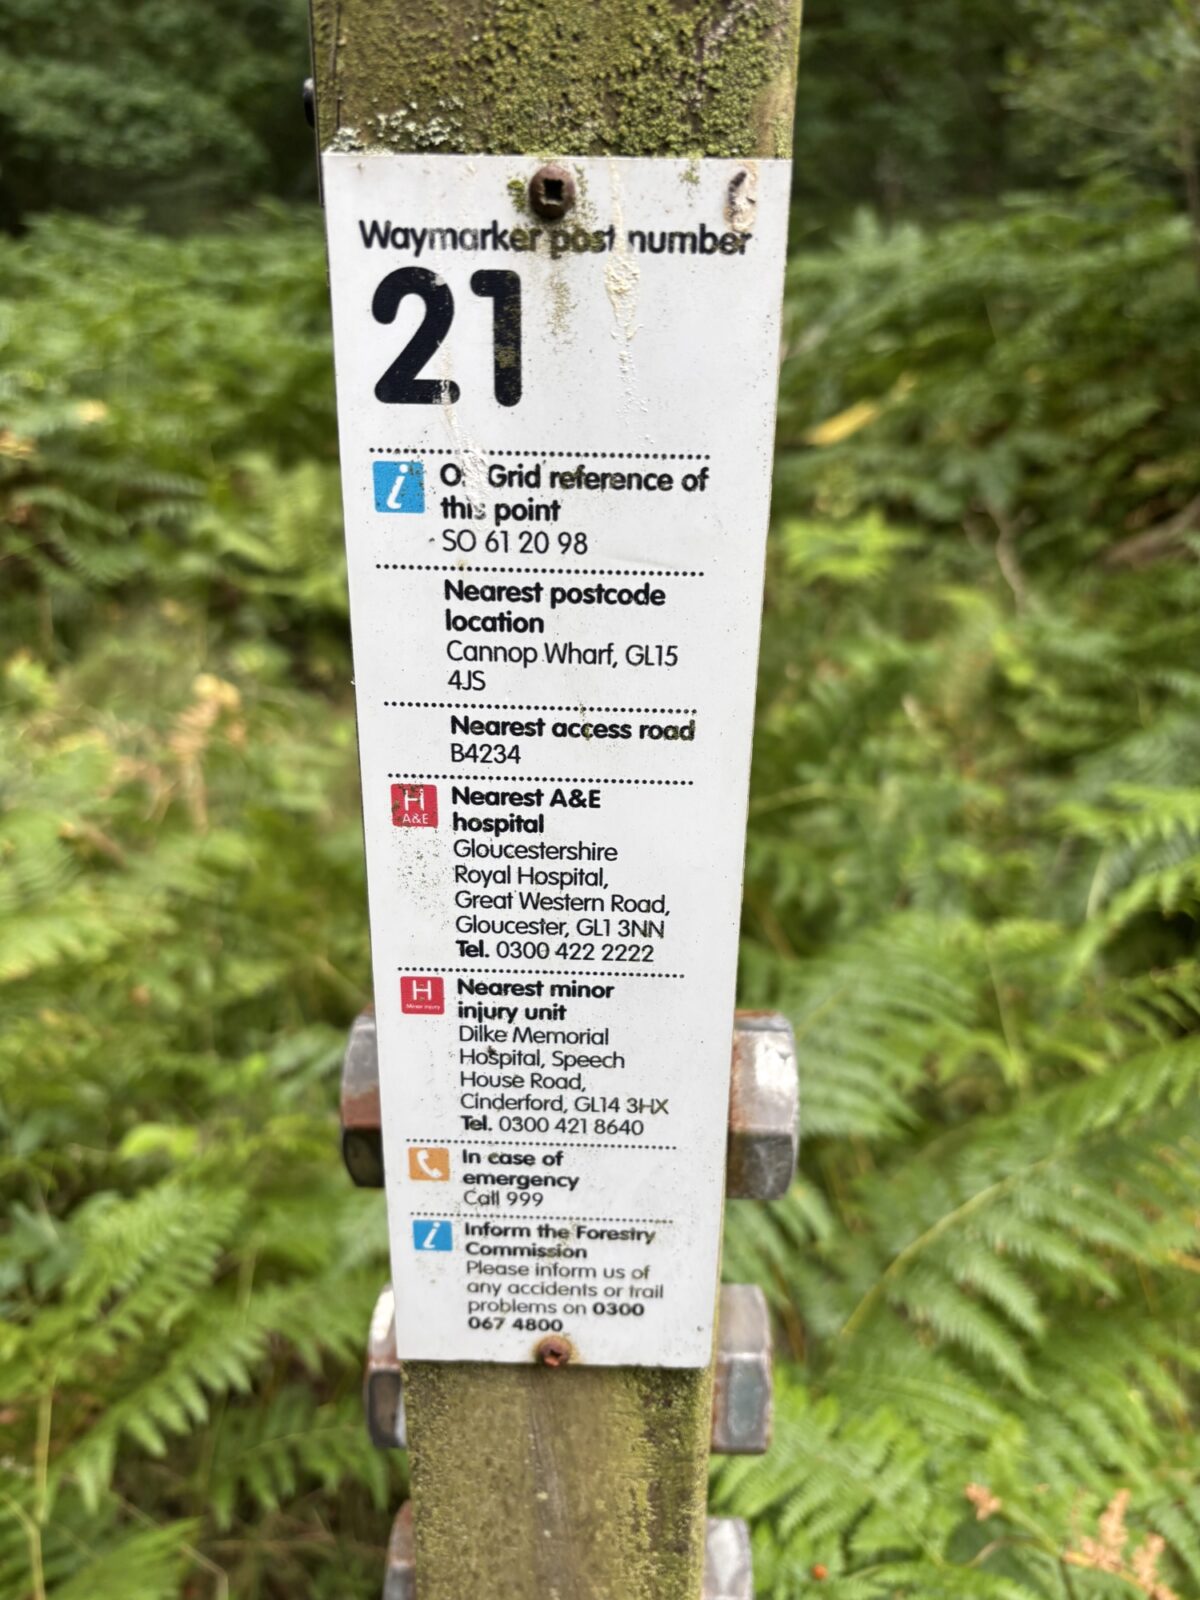 Waymarker post number
21
i
Grid reference of
this point
SO 61 20 98
Nearest postcode
location
Cannop Wharf, GL15
4JS
Nearest access road
B4234
H
A&E
Nearest A&E
hospital
Gloucestershire
Royal Hospital,
Great Western Road,
Gloucester, GL1 3NN
Tel. 0300 422 2222
H
Minor injury
Nearest minor
injury unit
Dilke Memorial
Hospital, Speech
House Road,
Cinderford, GL14 3HX
Tel. 0300 421 8640
In case of
emergency
Call 999
i
Inform the Forestry
Commission
Please inform us of
any accidents or trail
problems on 0300
067 4800